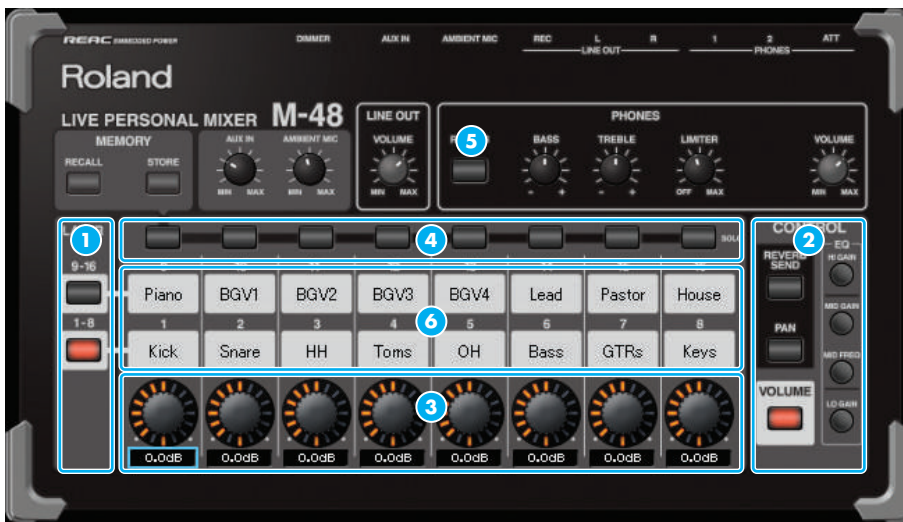 REAC EMBEDDED POWER DIMMER AUX IN AMBIENT MIC REC L R 1 2 ATT
LINE OUT PHONES
Roland
LIVE PERSONAL MIXER M-48
MEMORY
RECALL STORE
AUX IN AMBIENT MIC
MIN MAX MIN MAX
LINE OUT
VOLUME
MIN MAX
PHONES
5 BASS TREBLE LIMITER VOLUME
- + - + OFF MAX MIN MAX
1 4 SOLO 2
CONTROL
EQ
9-16
REVERB SEND HI GAIN
Piano BGV1 BGV2 BGV3 BGV4 Lead Pastor House
MID GAIN
1-8 1 2 3 4 5 6 7 8
6
PAN
Kick Snare HH Toms OH Bass GTRs Keys
MID FREQ
3
VOLUME
LO GAIN
0.0dB 0.0dB 0.0dB 0.0dB 0.0dB 0.0dB 0.0dB 0.0dB